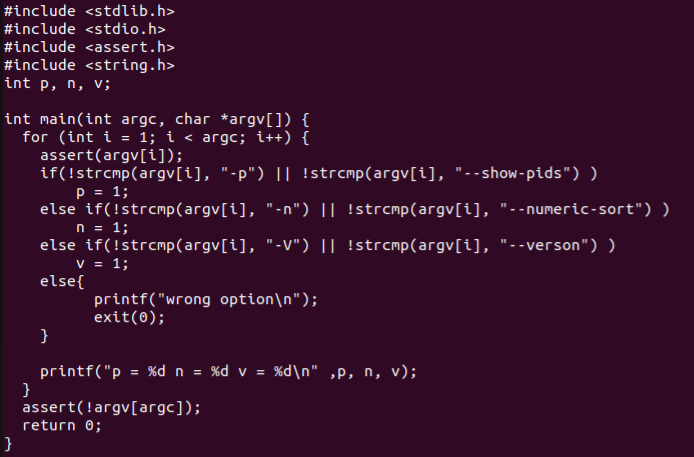 #include <stdlib.h>
#include <stdio.h>
#include <assert.h>
#include <string.h>
int p, n, v;

int main(int argc, char *argv[]) {
  for (int i = 1; i < argc; i++) {
    assert(argv[i]);
    if(!strcmp(argv[i], "-p") || !strcmp(argv[i], "--show-pids") )
        p = 1;
    else if(!strcmp(argv[i], "-n") || !strcmp(argv[i], "--numeric-sort") )
        n = 1;
    else if(!strcmp(argv[i], "-V") || !strcmp(argv[i], "--verson") )
        v = 1;
    else{
          printf("wrong option\n");
          exit(0);
    }

    printf("p = %d n = %d v = %d\n" ,p, n, v);
  }
  assert(!argv[argc]);
  return 0;
}